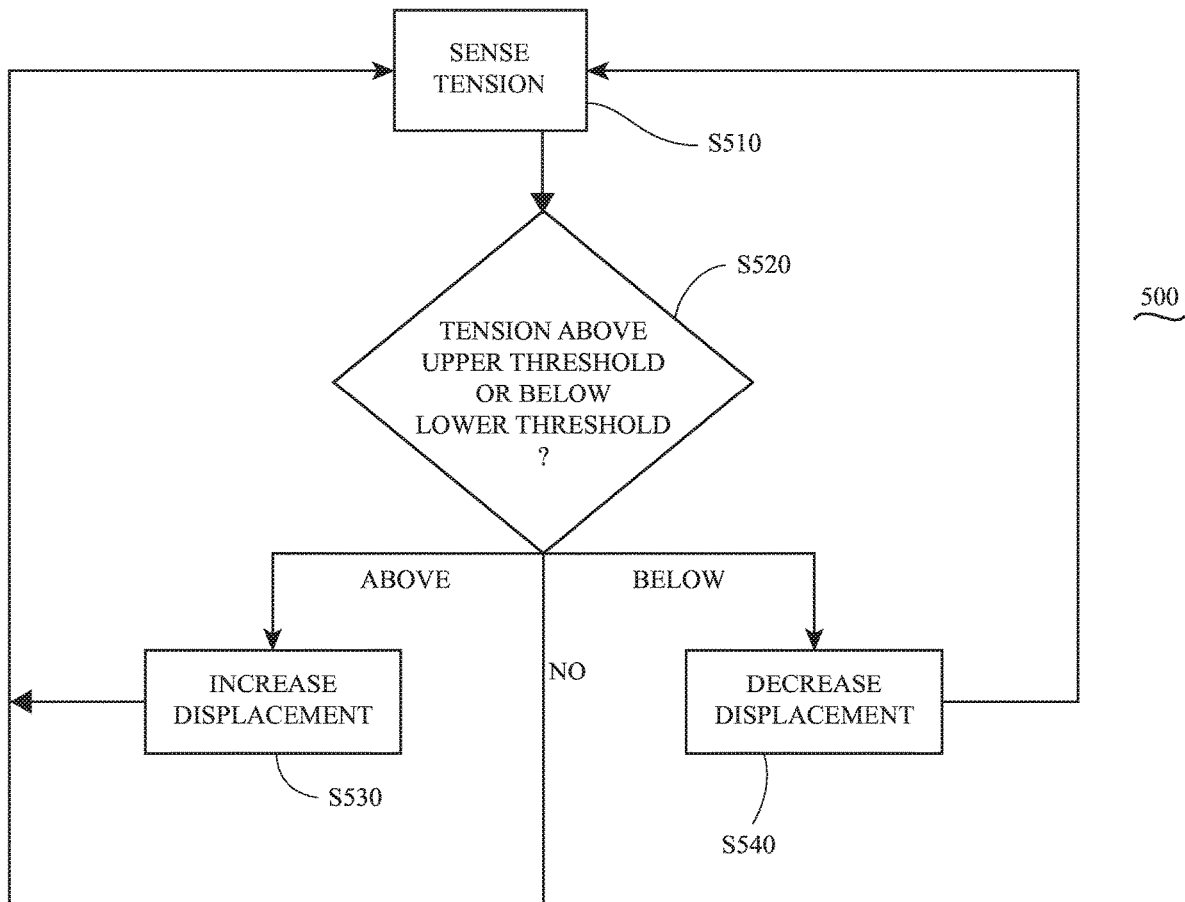 SENSE
TENSION
S510
S520
500
TENSION ABOVE
UPPER THRESHOLD
OR BELOW
LOWER THRESHOLD
?
ABOVE
BELOW
NO
INCREASE
DISPLACEMENT
DECREASE
DISPLACEMENT
S530
S540